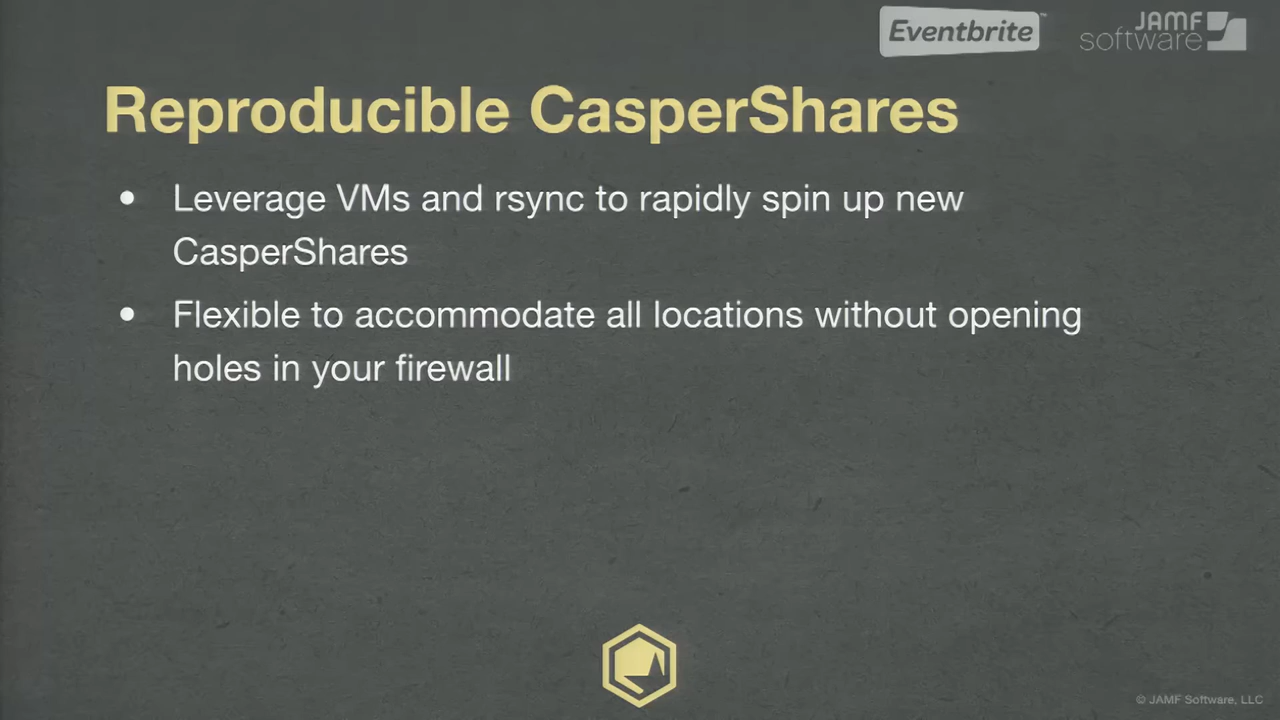 Eventbrite™
JAMF
software
Reproducible CasperShares
• Leverage VMs and rsync to rapidly spin up new
CasperShares
• Flexible to accommodate all locations without opening
holes in your firewall
© JAMF Software, LLC